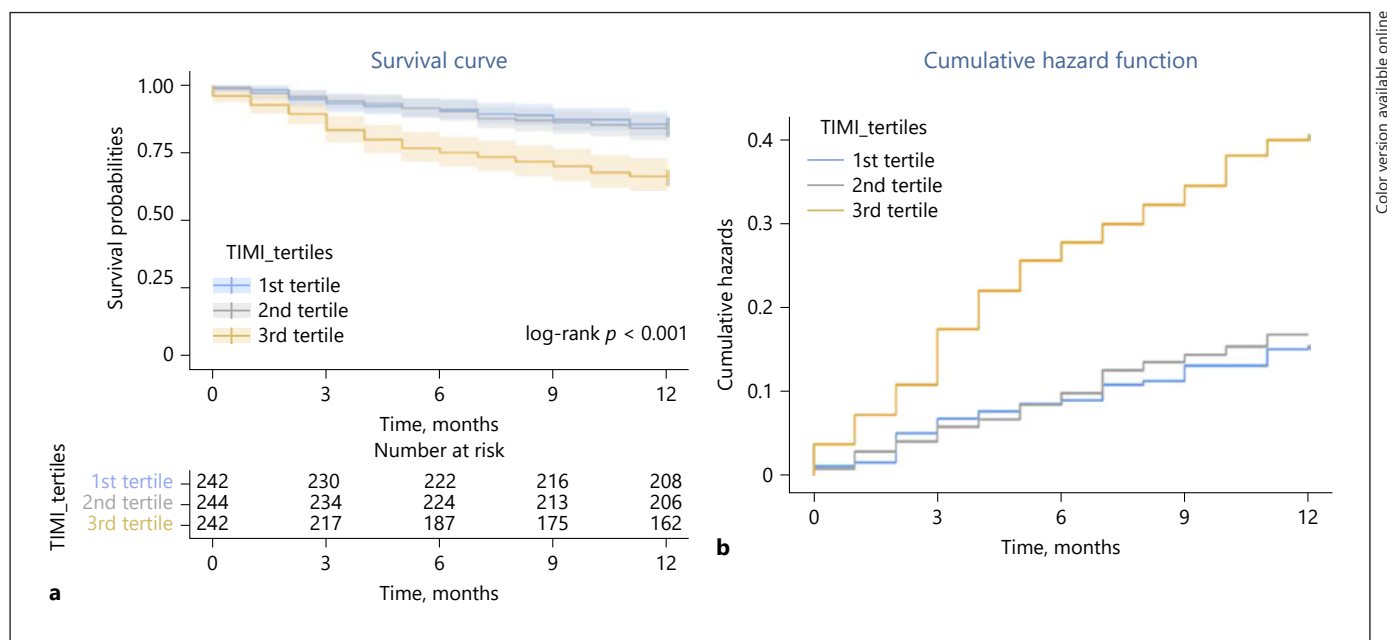 Survival curve
1.00
0.75
0.50
0.25
0
Survival probabilities
TIMI_tertiles
1st tertile
2nd tertile
3rd tertile
log-rank p < 0.001
0 3 6 9 12
Time, months
Number at risk
TIMI_tertiles
1st tertile 242 230 222 216 208
2nd tertile 244 234 224 213 206
3rd tertile 242 217 187 175 162
0 3 6 9 12
Time, months
a
Cumulative hazard function
0.4
0.3
0.2
0.1
0
Cumulative hazards
TIMI_tertiles
1st tertile
2nd tertile
3rd tertile
0 3 6 9 12
Time, months
b
Color version available online